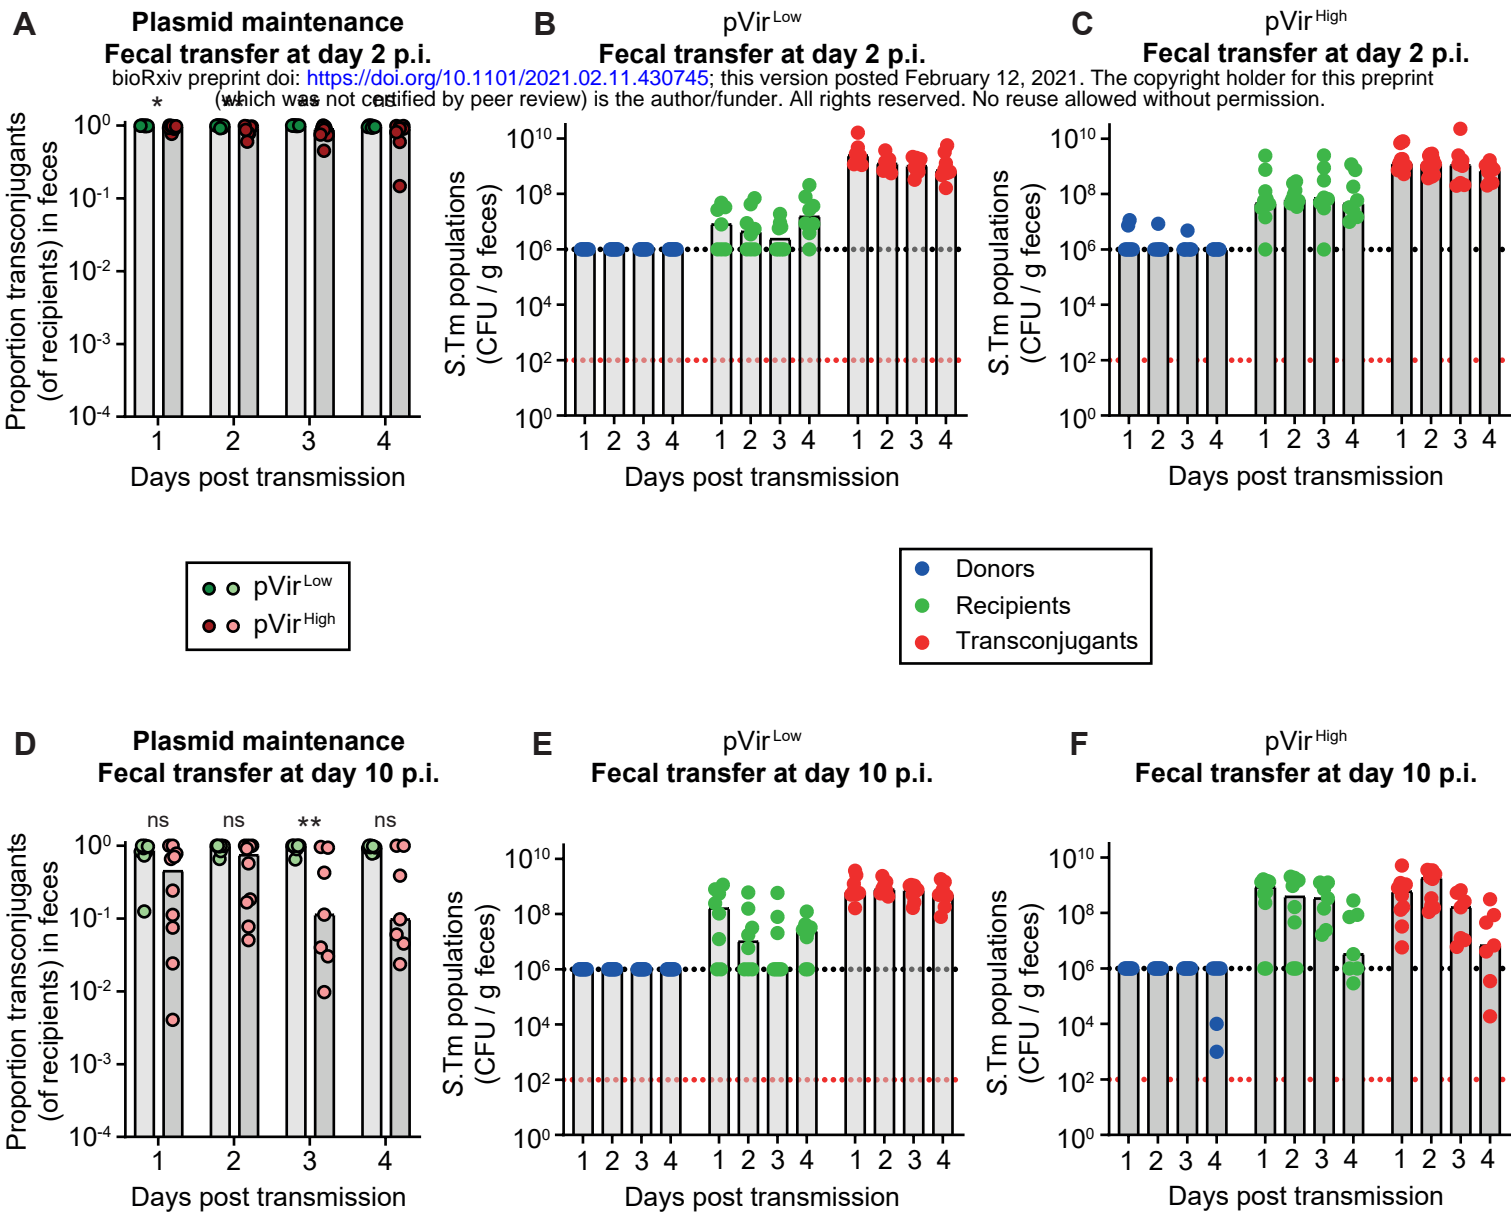 A
Plasmid maintenance
Fecal transfer at day 2 p.i.
B
pVir^Low
Fecal transfer at day 2 p.i.
C
pVir^High
Fecal transfer at day 2 p.i.
bioRxiv preprint doi: https://doi.org/10.1101/2021.02.11.430745; this version posted February 12, 2021. The copyright holder for this preprint
(which was not certified by peer review) is the author/funder. All rights reserved. No reuse allowed without permission.
* ** ** ns
Proportion transconjugants
(of recipients) in feces
10^0
10^-1
10^-2
10^-3
10^-4
1 2 3 4
Days post transmission
S.Tm populations
(CFU / g feces)
10^10
10^8
10^6
10^4
10^2
10^0
1 2 3 4 1 2 3 4 1 2 3 4
Days post transmission
S.Tm populations
(CFU / g feces)
10^10
10^8
10^6
10^4
10^2
10^0
1 2 3 4 1 2 3 4 1 2 3 4
Days post transmission
pVir^Low
pVir^High
Donors
Recipients
Transconjugants
D
Plasmid maintenance
Fecal transfer at day 10 p.i.
ns ns ** ns
Proportion transconjugants
(of recipients) in feces
10^0
10^-1
10^-2
10^-3
10^-4
1 2 3 4
Days post transmission
E
pVir^Low
Fecal transfer at day 10 p.i.
S.Tm populations
(CFU / g feces)
10^10
10^8
10^6
10^4
10^2
10^0
1 2 3 4 1 2 3 4 1 2 3 4
Days post transmission
F
pVir^High
Fecal transfer at day 10 p.i.
S.Tm populations
(CFU / g feces)
10^10
10^8
10^6
10^4
10^2
10^0
1 2 3 4 1 2 3 4 1 2 3 4
Days post transmission